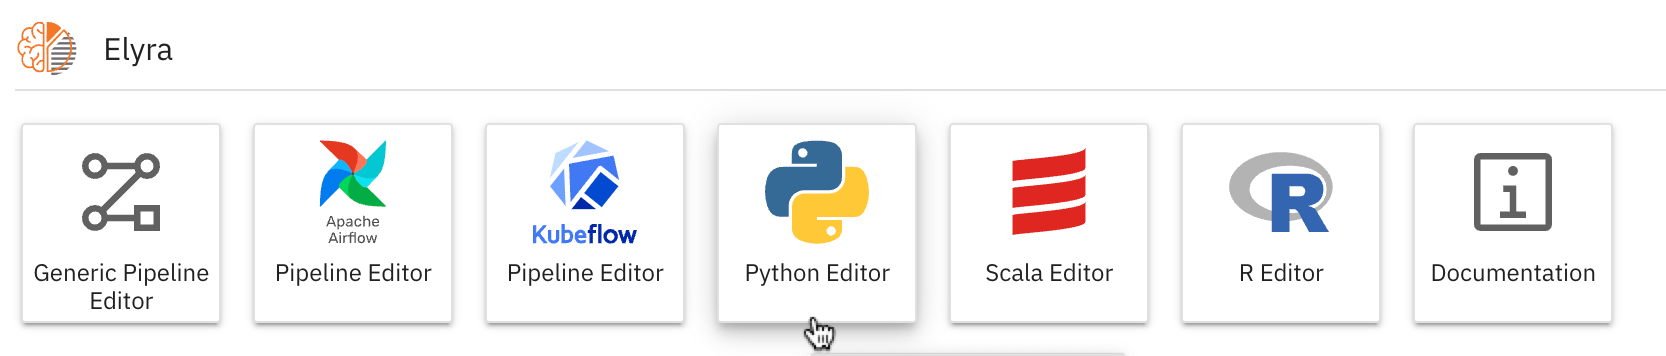 Elyra
Apache
Airflow
Kubeflow
R
Generic Pipeline
Editor
Pipeline Editor
Pipeline Editor
Python Editor
Scala Editor
R Editor
Documentation